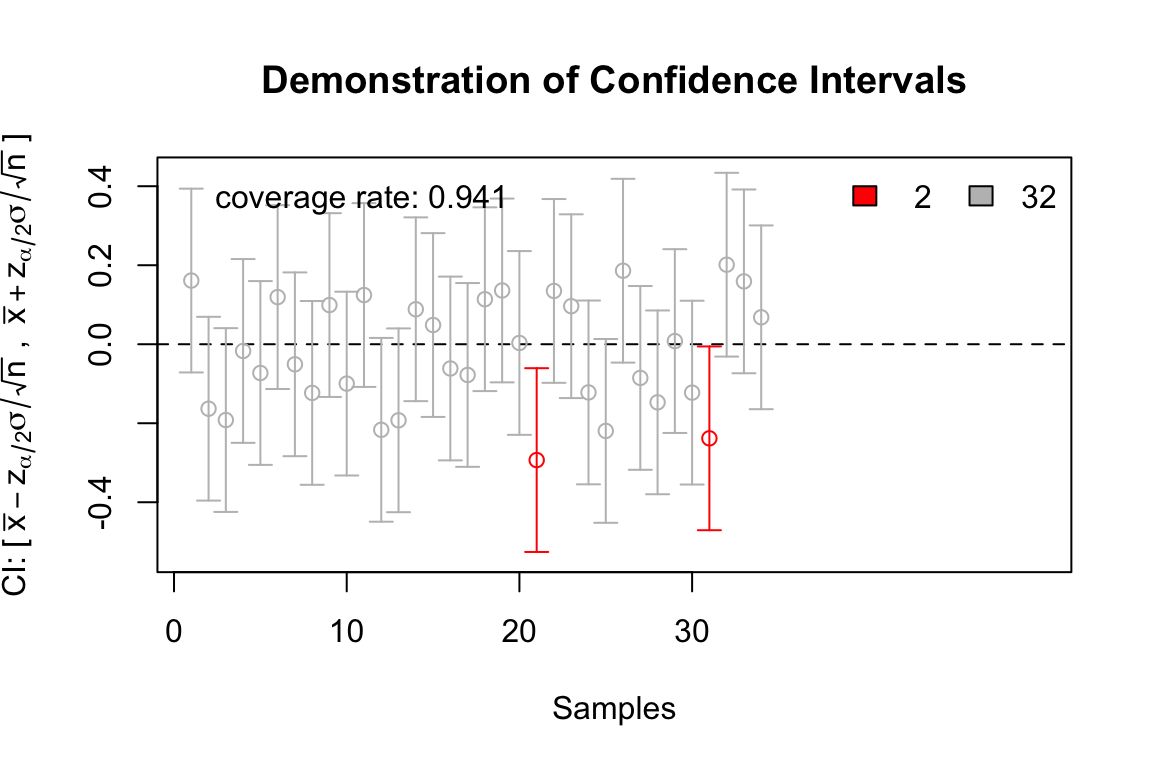 Demonstration of Confidence Intervals
CI: [ x̅ − zα/2σ/√n , x̅ + zα/2σ/√n ]
0.4
0.2
0.0
-0.4
coverage rate: 0.941
2
32
0
10
20
30
Samples